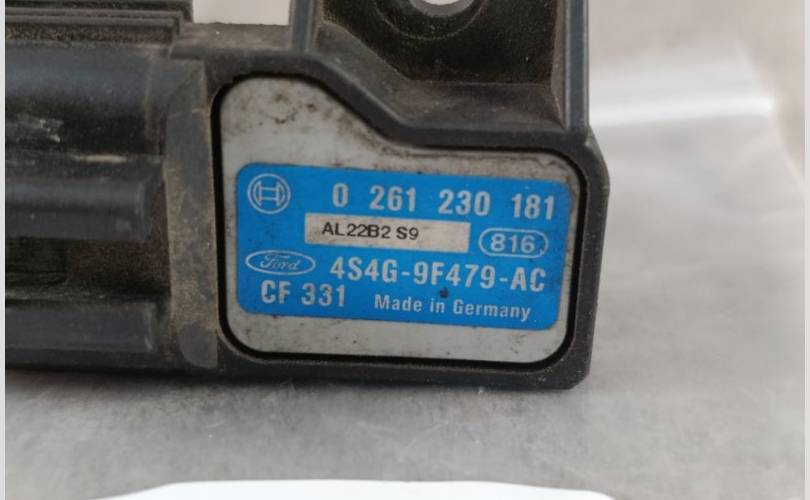 0 261 230 181
AL22B2 S9
816
Ford 4S4G-9F479-AC
CF 331 Made in Germany